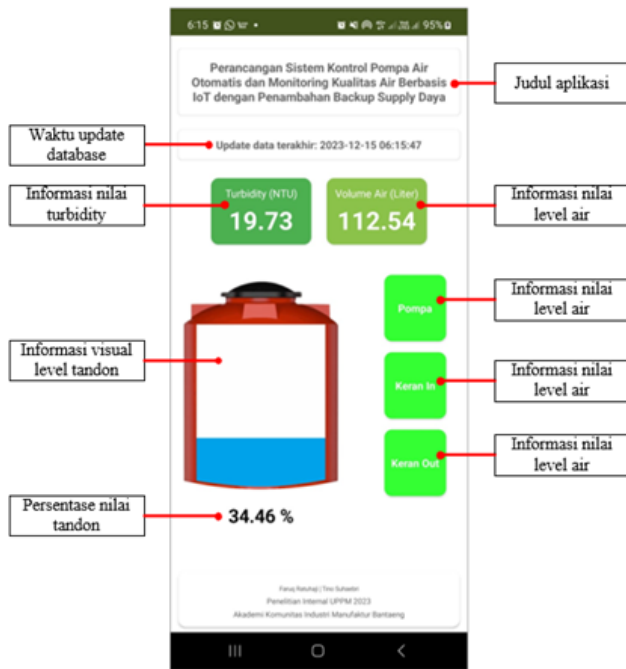 6:15
95%
Perancangan Sistem Kontrol Pompa Air
Otomatis dan Monitoring Kualitas Air Berbasis
IoT dengan Penambahan Backup Supply Daya
Judul aplikasi
Waktu update
database
Update data terakhir: 2023-12-15 06:15:47
Informasi nilai
turbidity
Turbidity (NTU)
19.73
Volume Air (Liter)
112.54
Informasi nilai
level air
Pompa
Informasi nilai
level air
Informasi visual
level tandon
Keran In
Informasi nilai
level air
Keran Out
Informasi nilai
level air
Persentase nilai
tandon
34.46 %
Penelitian Internal UPPM 2023
Akademi Komunitas Industri Manufaktur Bantaeng